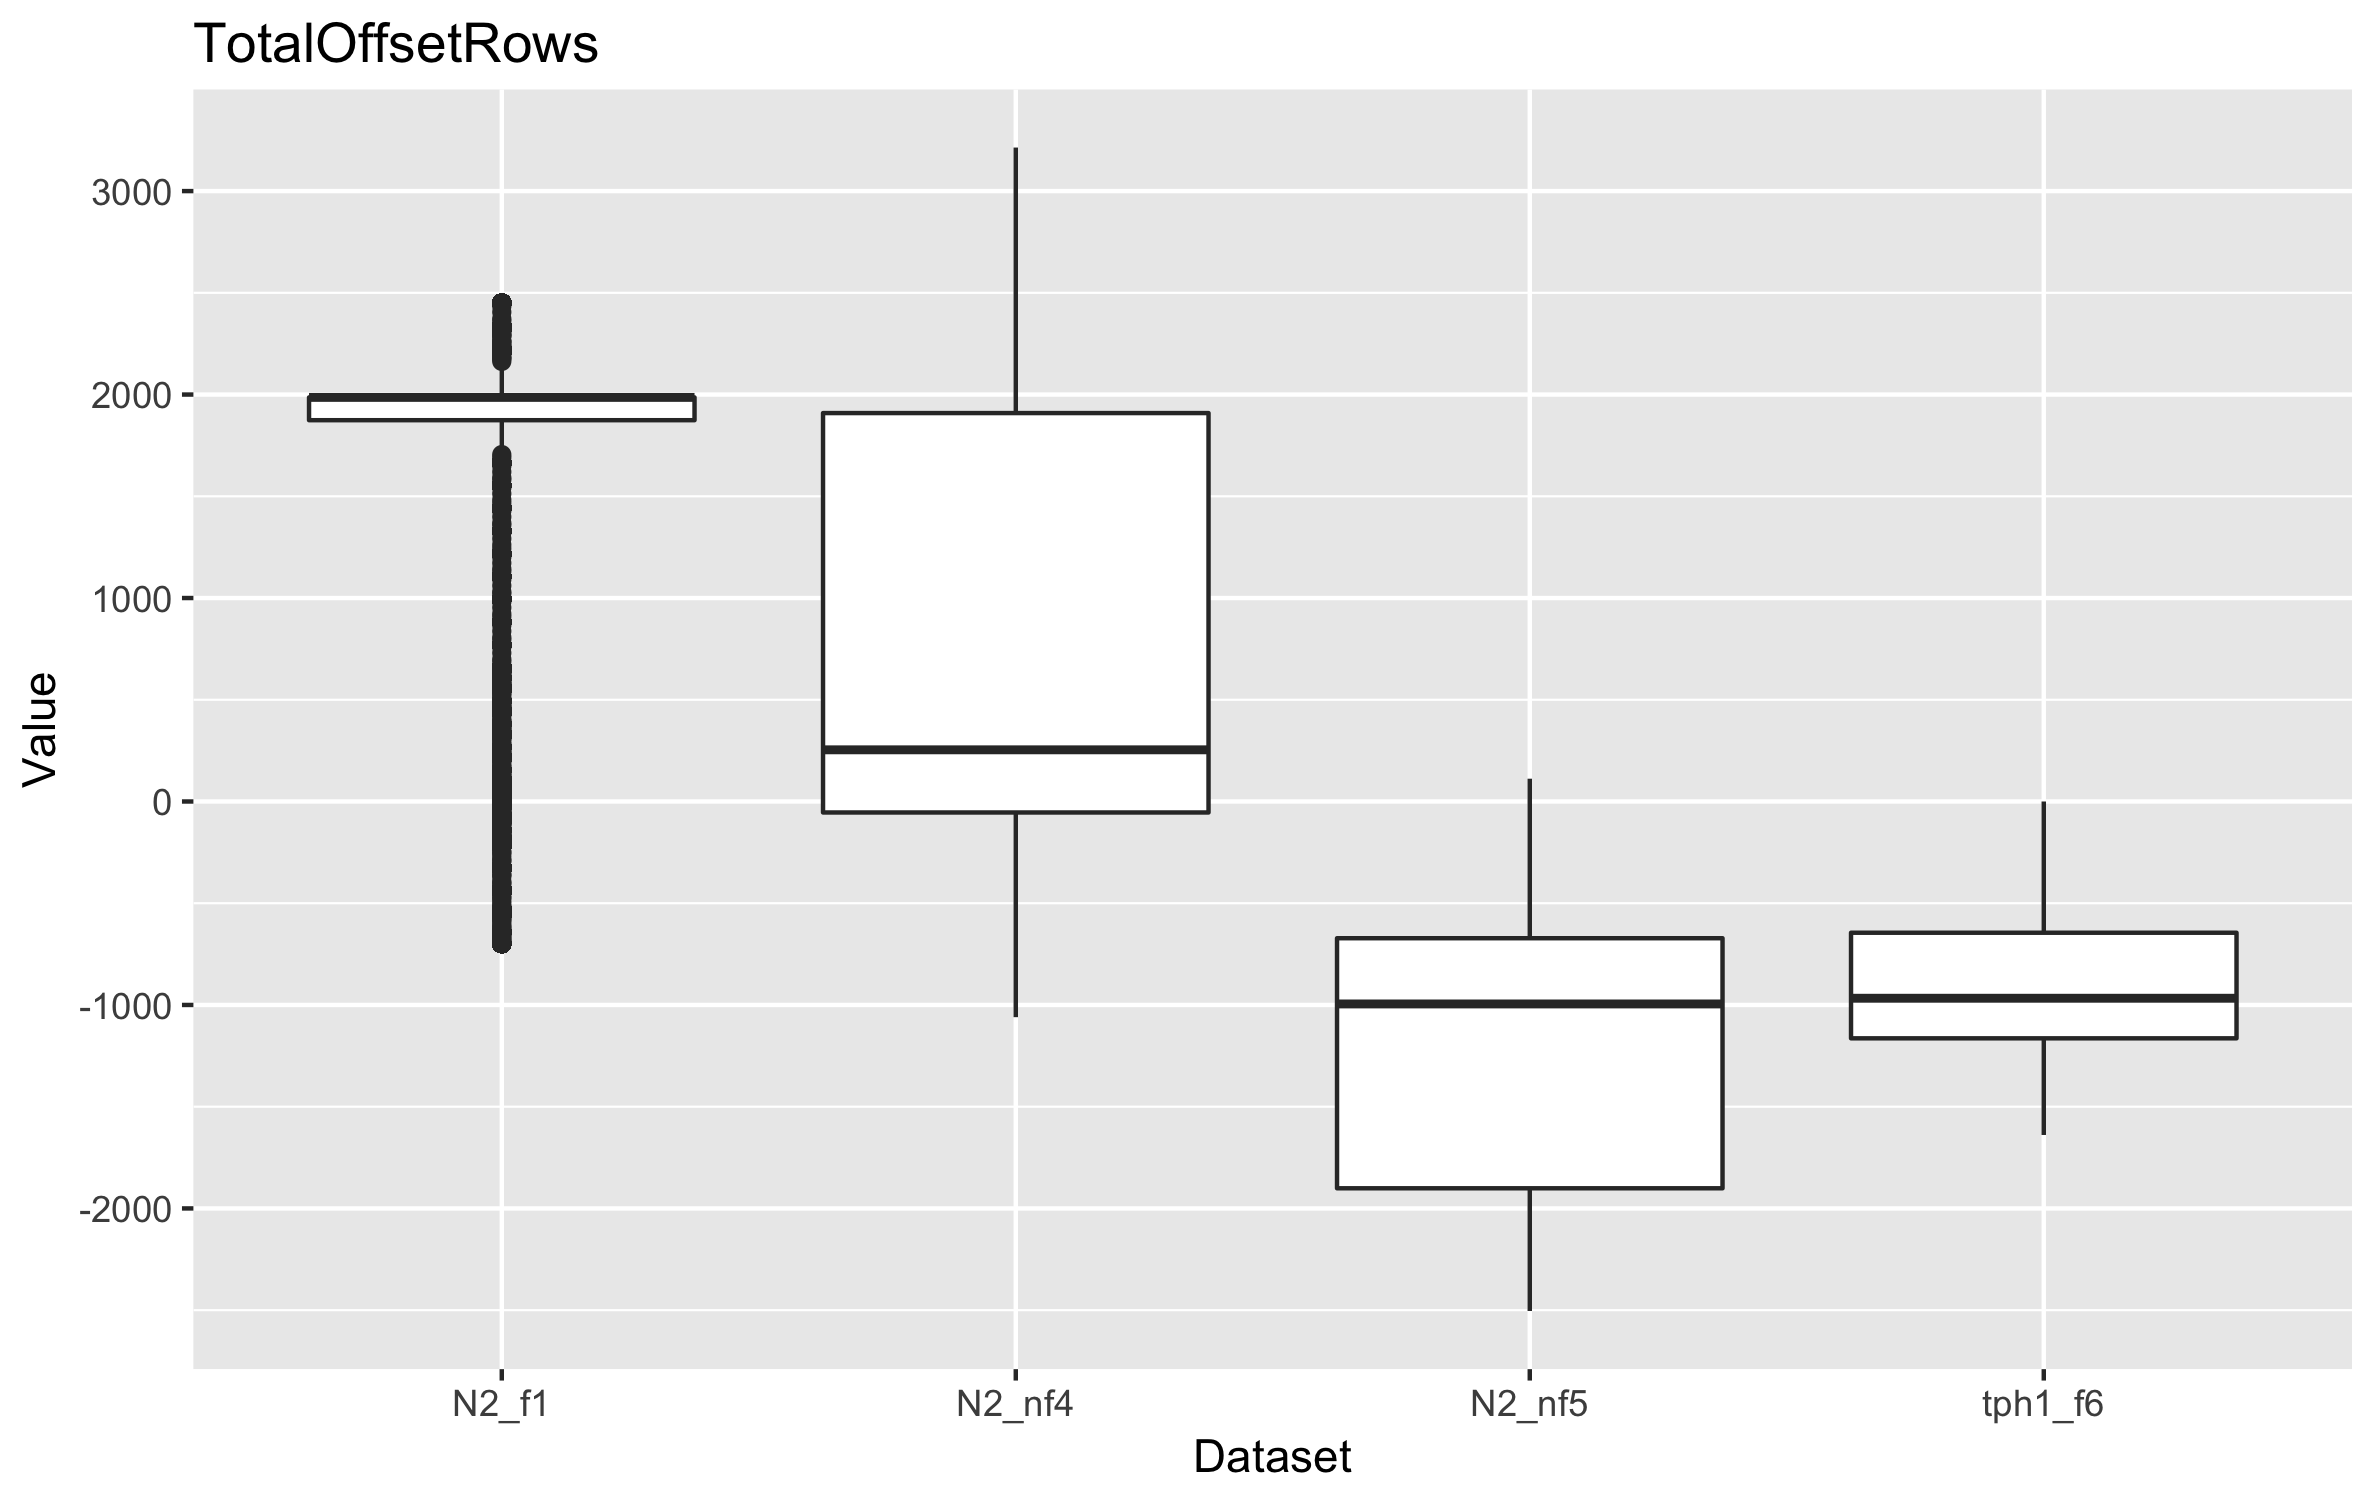 TotalOffsetRows
Value
3000
2000
1000
0
-1000
-2000
N2_f1 N2_nf4 N2_nf5 tph1_f6
Dataset